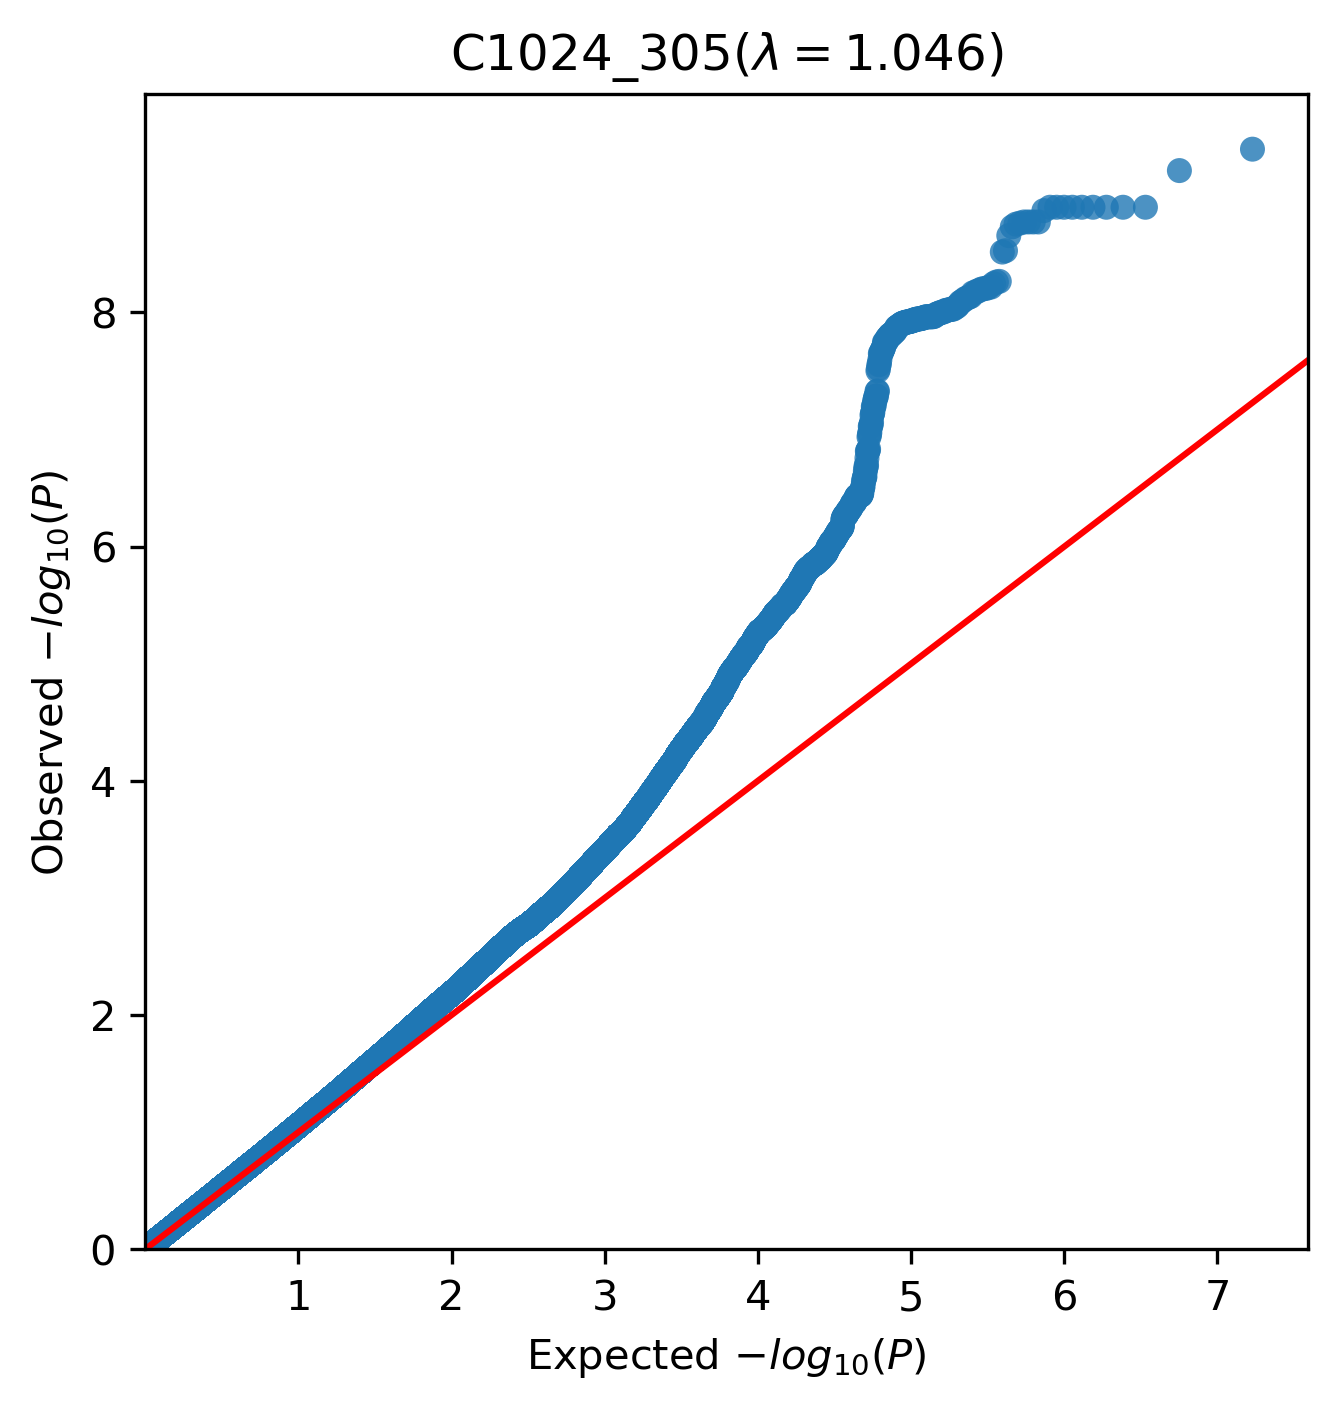 C1024_305(λ = 1.046)
Observed −log₁₀(P)
8
6
4
2
0
1 2 3 4 5 6 7
Expected −log₁₀(P)